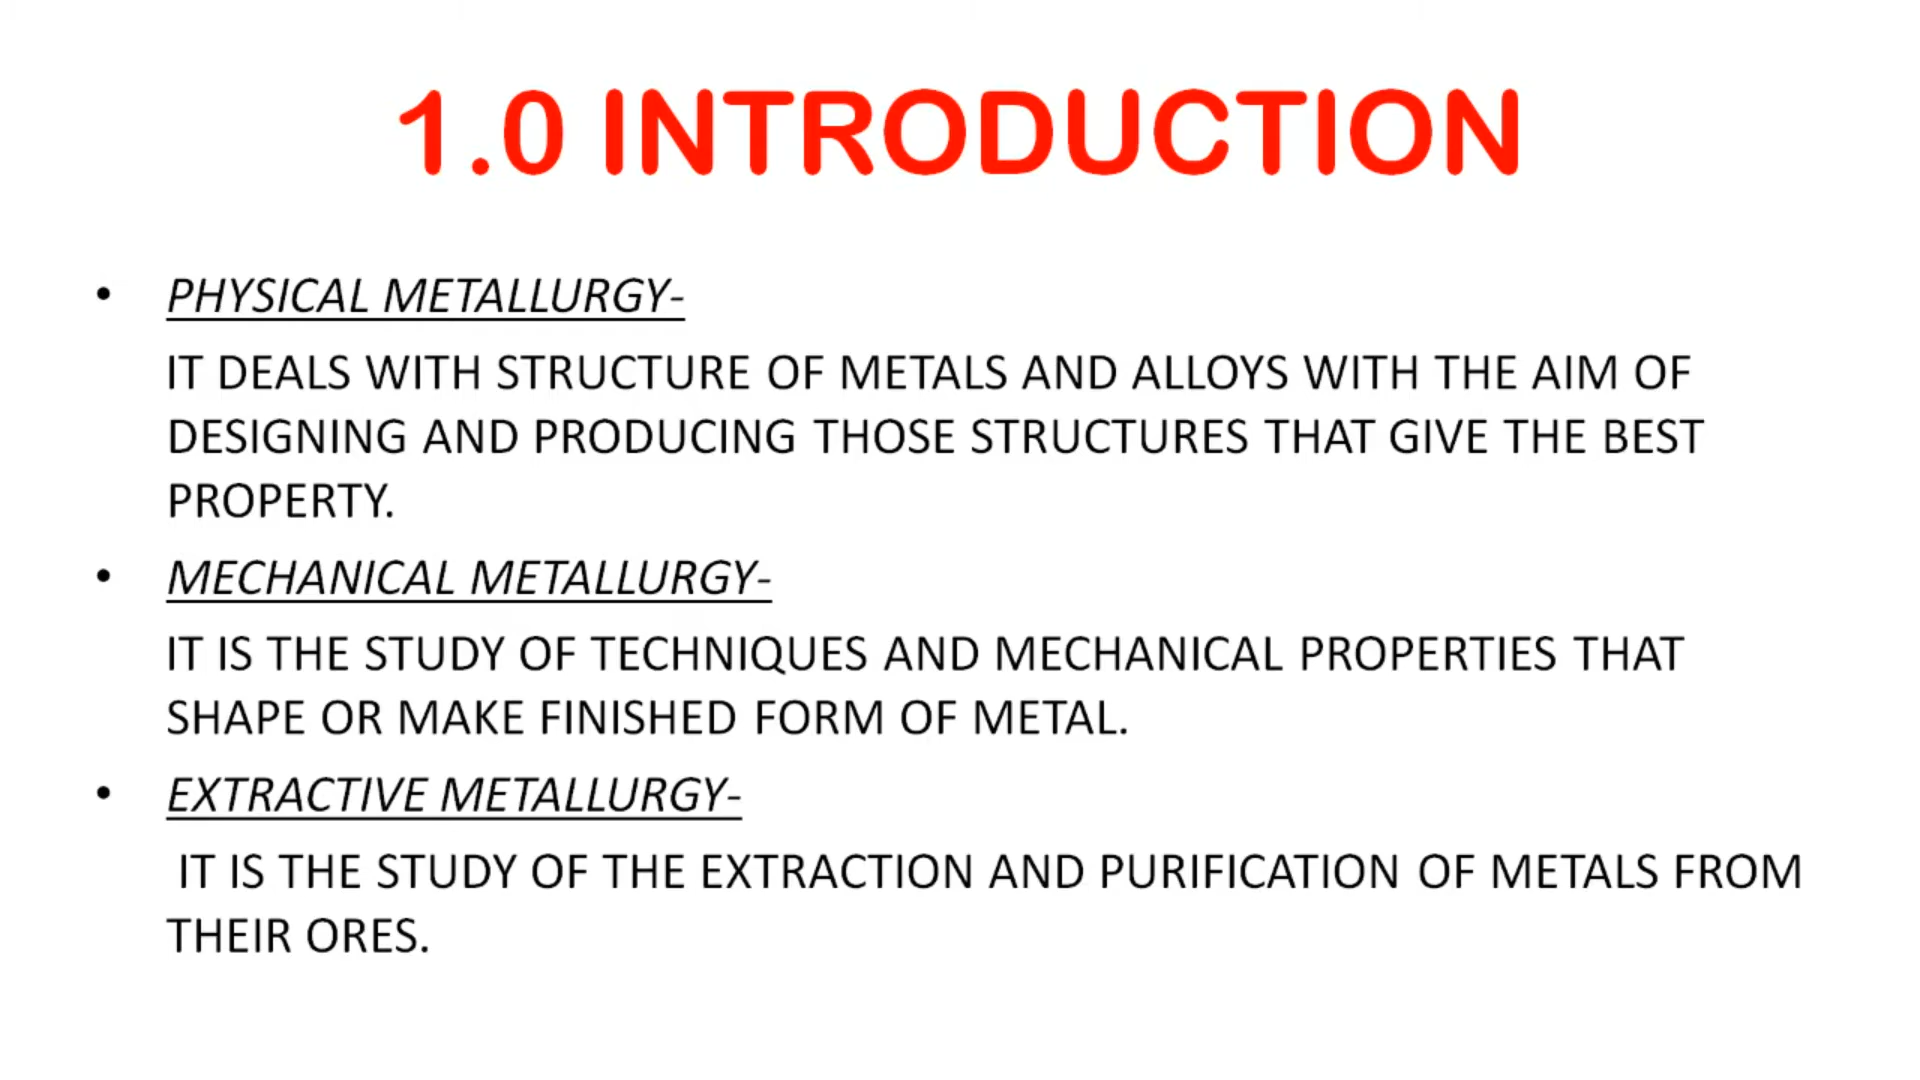 1.0 INTRODUCTION
• PHYSICAL METALLURGY-
IT DEALS WITH STRUCTURE OF METALS AND ALLOYS WITH THE AIM OF
DESIGNING AND PRODUCING THOSE STRUCTURES THAT GIVE THE BEST
PROPERTY.
• MECHANICAL METALLURGY-
IT IS THE STUDY OF TECHNIQUES AND MECHANICAL PROPERTIES THAT
SHAPE OR MAKE FINISHED FORM OF METAL.
• EXTRACTIVE METALLURGY-
IT IS THE STUDY OF THE EXTRACTION AND PURIFICATION OF METALS FROM
THEIR ORES.